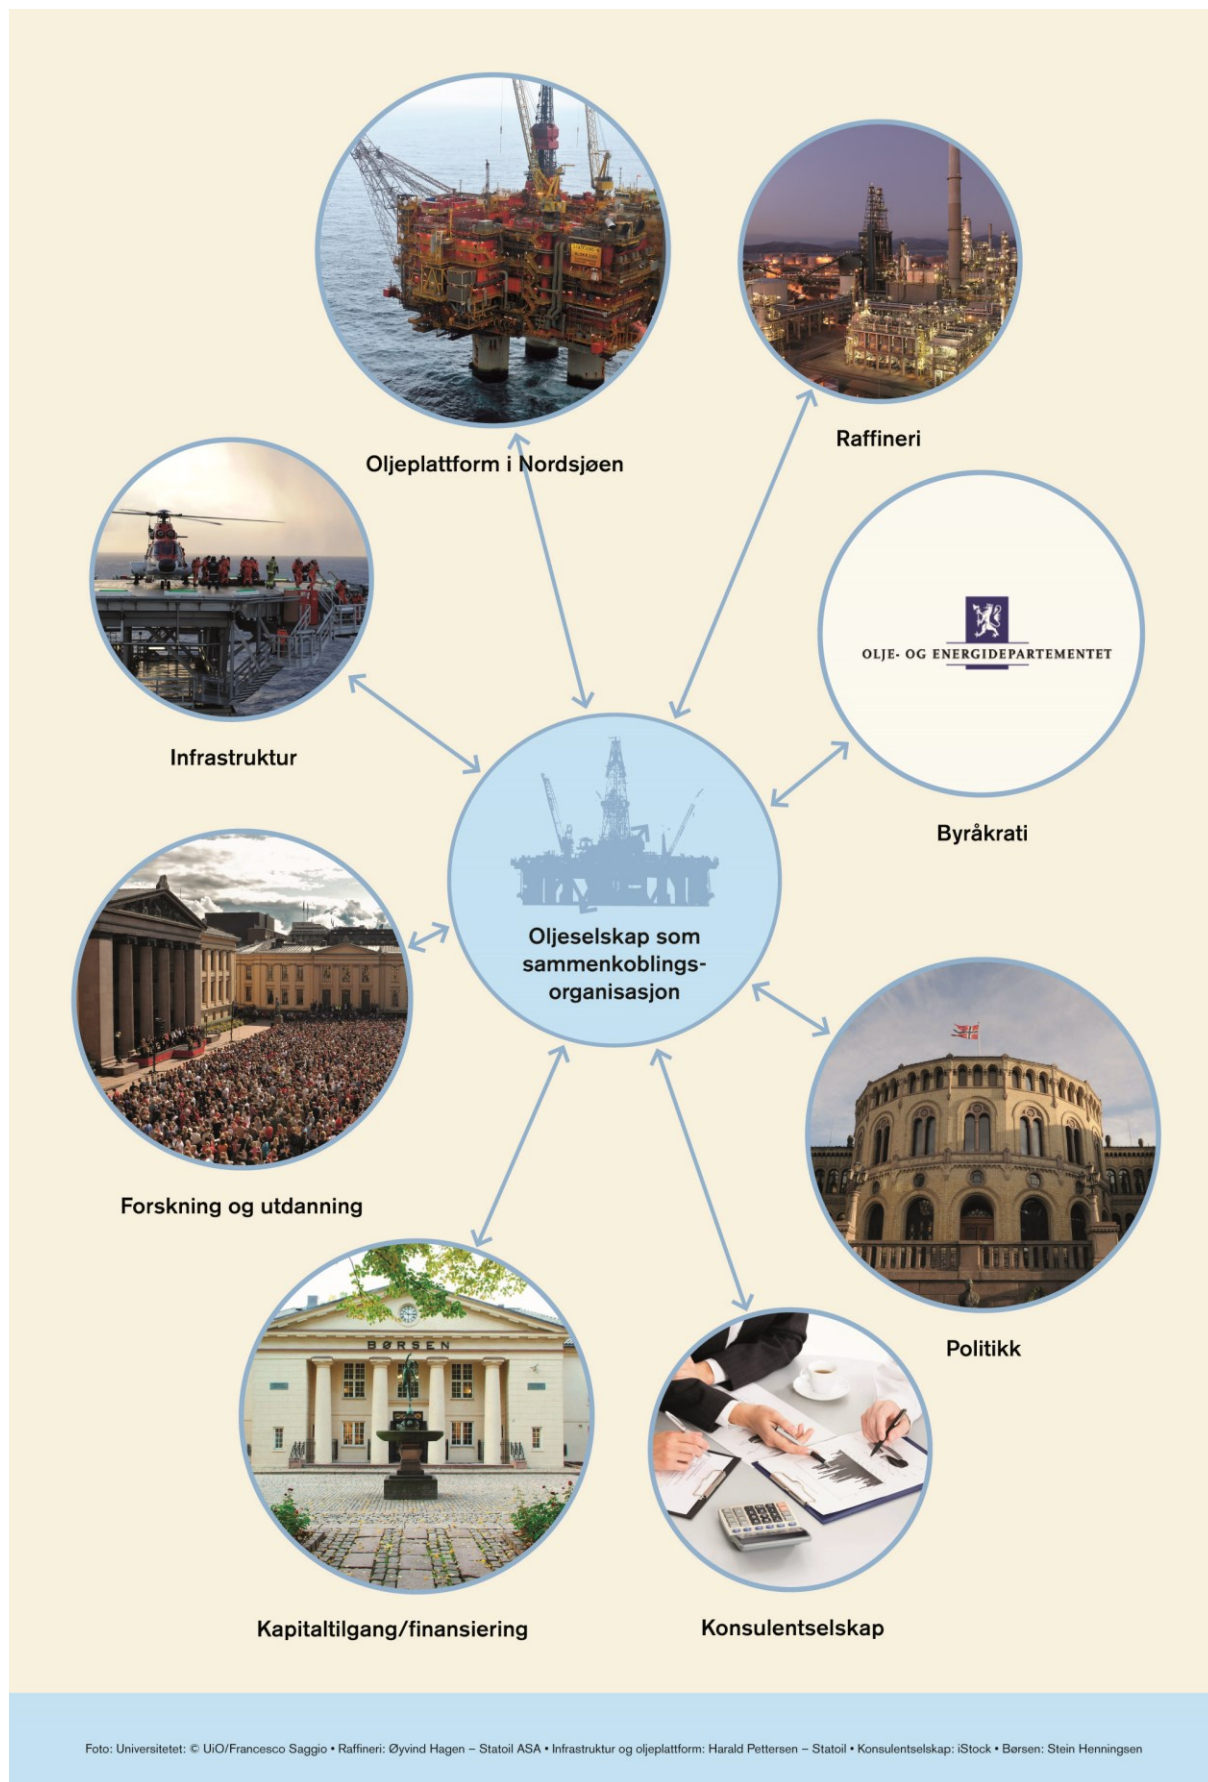 Oljeplattform i Nordsjøen
Raffineri
Infrastruktur
OLJE- OG ENERGIDEPARTEMENTET
Byråkrati
Oljeselskap som
sammenkoblings-
organisasjon
Forskning og utdanning
Politikk
BØRSEN
Kapitaltilgang/finansiering
Konsulentselskap
Foto: Universitetet: © UiO/Francesco Saggio • Raffineri: Øyvind Hagen – Statoil ASA • Infrastruktur og oljeplattform: Harald Pettersen – Statoil • Konsulentselskap: iStock • Børsen: Stein Henningsen